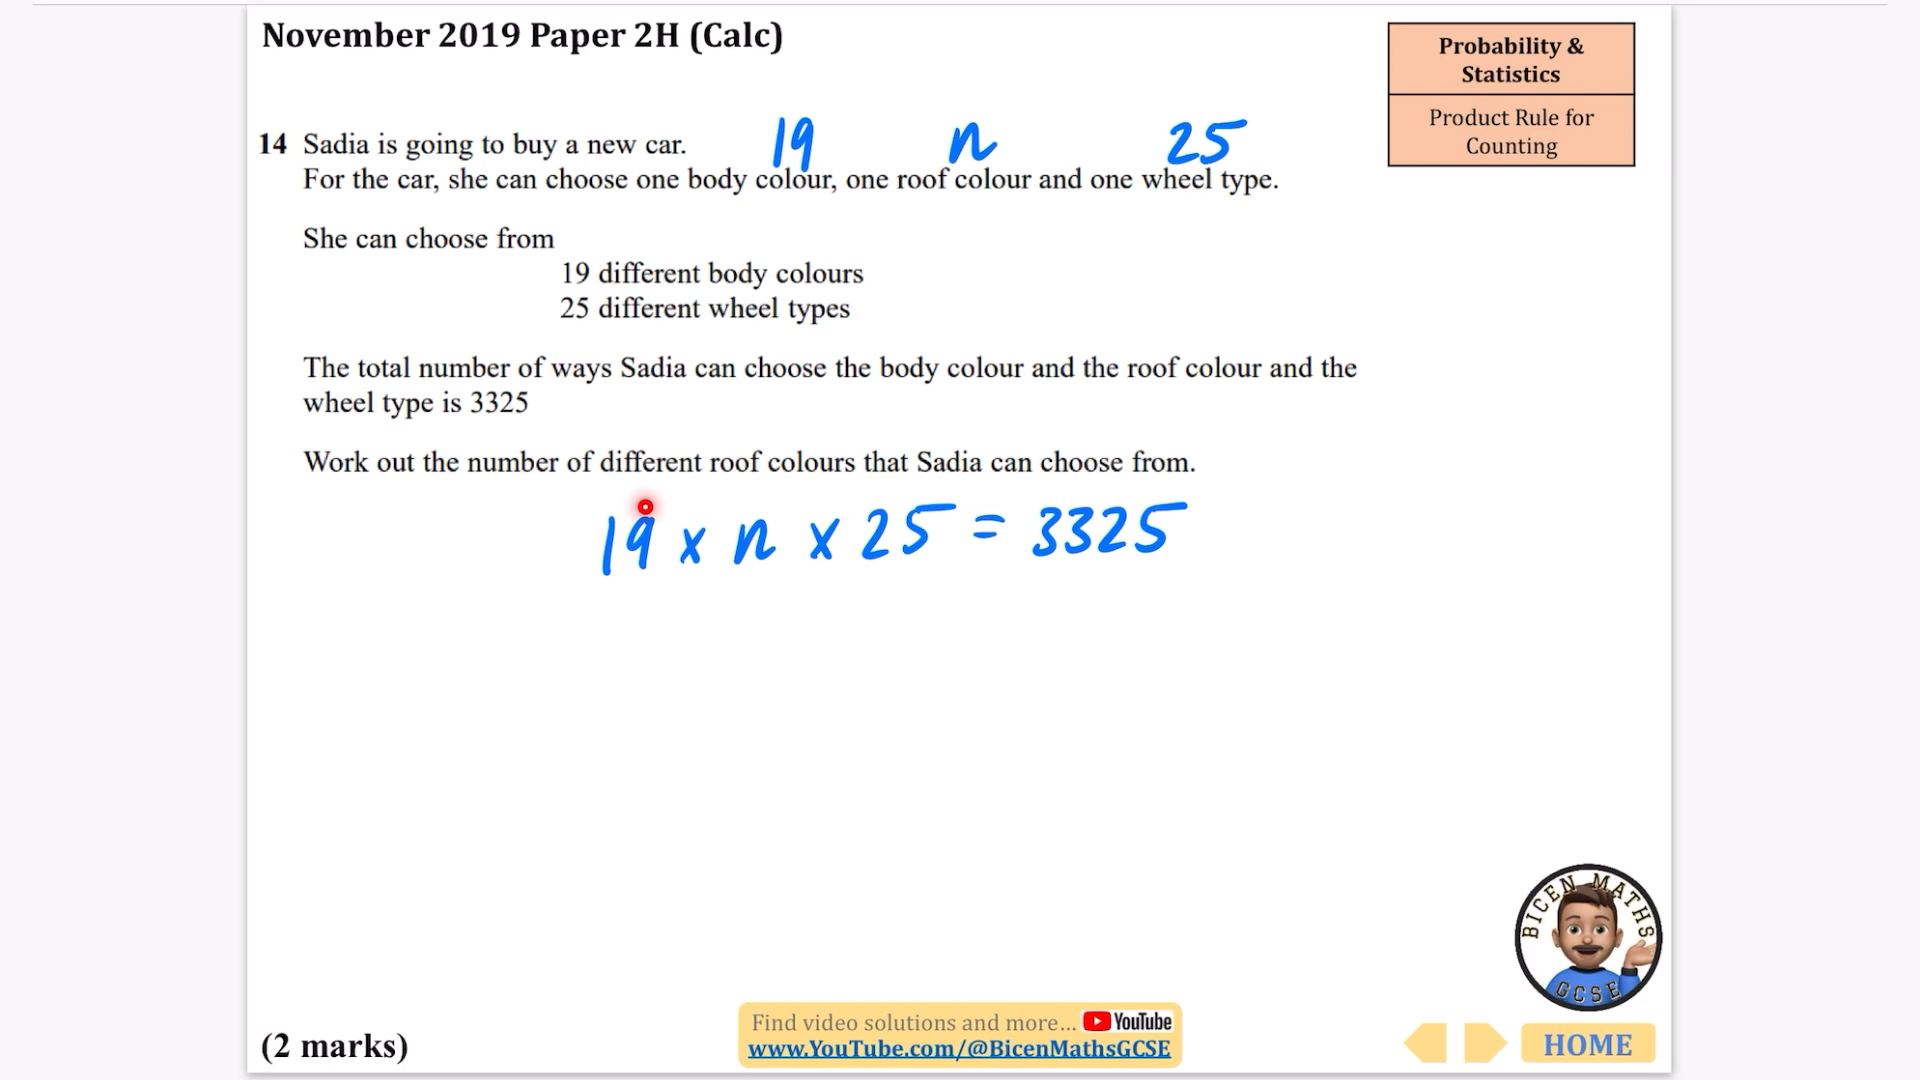 November 2019 Paper 2H (Calc)
Probability &
Statistics
Product Rule for
Counting
14 Sadia is going to buy a new car.
19 n 25
For the car, she can choose one body colour, one roof colour and one wheel type.
She can choose from
19 different body colours
25 different wheel types
The total number of ways Sadia can choose the body colour and the roof colour and the
wheel type is 3325
Work out the number of different roof colours that Sadia can choose from.
19 x n x 25 = 3325
BICEN MATHS
GCSE
(2 marks)
Find video solutions and more... YouTube
www.YouTube.com/@BicenMathsGCSE
HOME